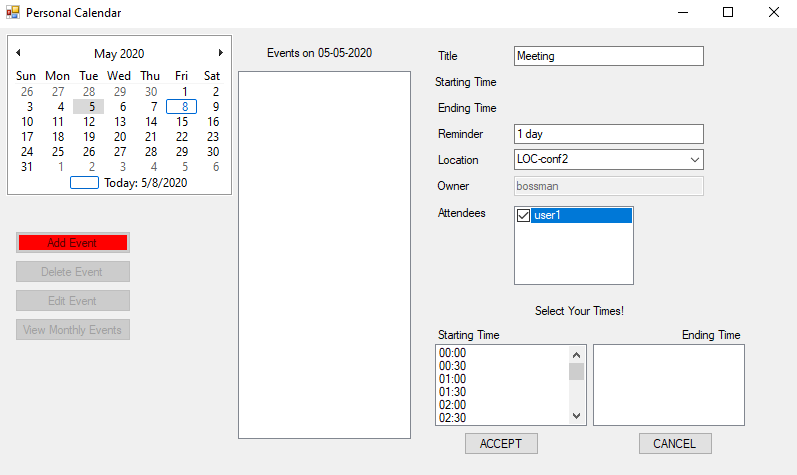 Personal Calendar
May 2020
Sun Mon Tue Wed Thu Fri Sat
26 27 28 29 30 1 2
3 4 5 6 7 8 9
10 11 12 13 14 15 16
17 18 19 20 21 22 23
24 25 26 27 28 29 30
31 1 2 3 4 5 6
Today: 5/8/2020
Add Event
Delete Event
Edit Event
View Monthly Events
Events on 05-05-2020
Title Meeting
Starting Time
Ending Time
Reminder 1 day
Location LOC-conf2
Owner bossman
Attendees user1
Select Your Times!
Starting Time Ending Time
00:00
00:30
01:00
01:30
02:00
02:30
ACCEPT CANCEL